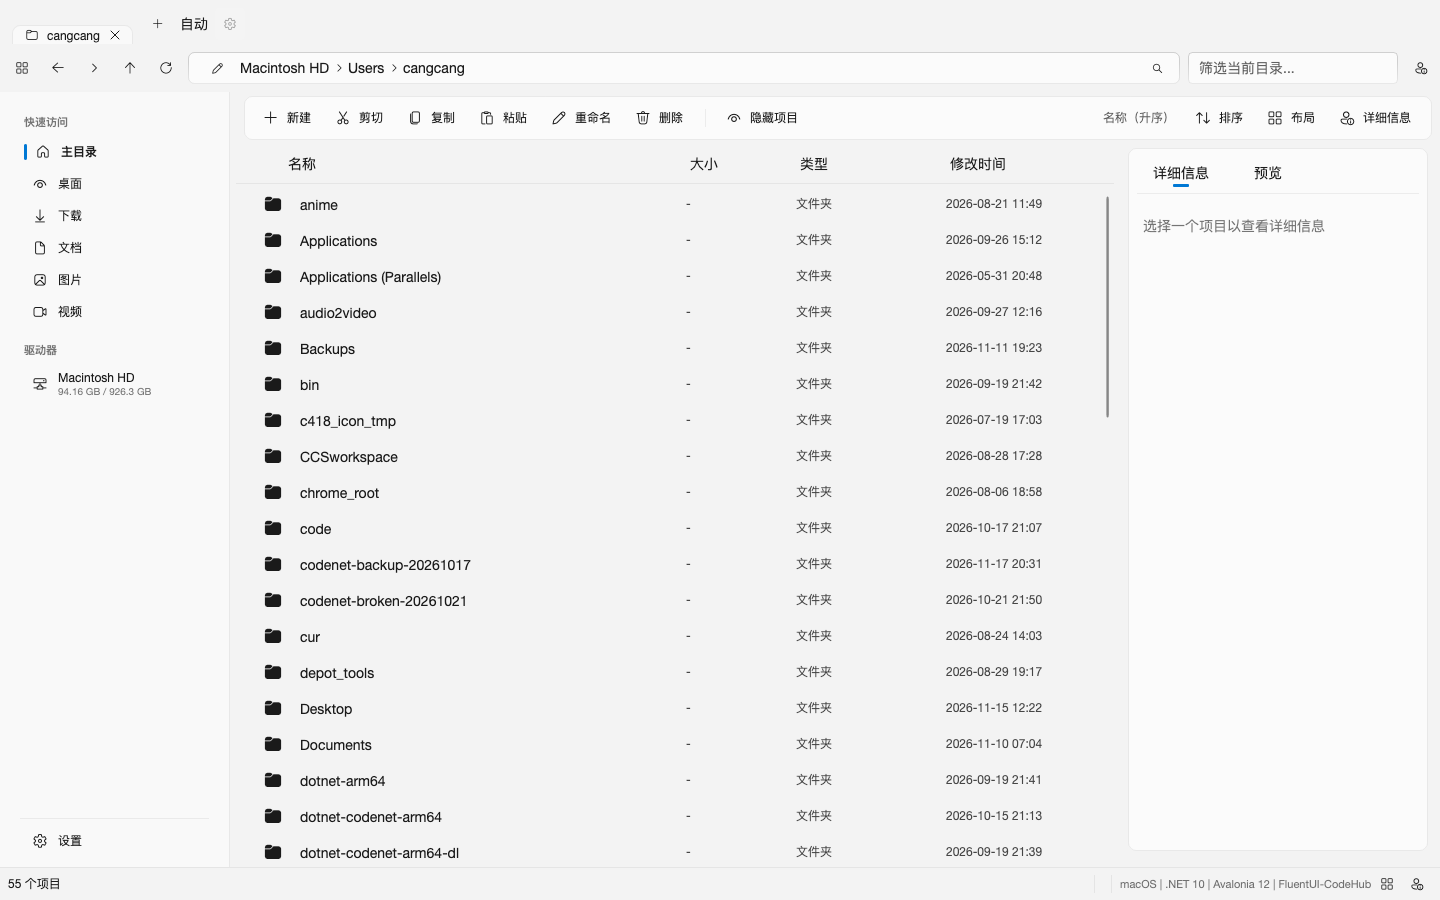 cangcang
自动
Macintosh HD > Users > cangcang
筛选当前目录...
快速访问
主目录
桌面
下载
文档
图片
视频
驱动器
Macintosh HD
94.16 GB / 926.3 GB
设置
新建 剪切 复制 粘贴 重命名 删除 隐藏项目 名称（升序） 排序 布局 详细信息
名称 大小 类型 修改时间
anime - 文件夹 2026-08-21 11:49
Applications - 文件夹 2026-09-26 15:12
Applications (Parallels) - 文件夹 2026-05-31 20:48
audio2video - 文件夹 2026-09-27 12:16
Backups - 文件夹 2026-11-11 19:23
bin - 文件夹 2026-09-19 21:42
c418_icon_tmp - 文件夹 2026-07-19 17:03
CCSworkspace - 文件夹 2026-08-28 17:28
chrome_root - 文件夹 2026-08-06 18:58
code - 文件夹 2026-10-17 21:07
codenet-backup-20261017 - 文件夹 2026-11-17 20:31
codenet-broken-20261021 - 文件夹 2026-10-21 21:50
cur - 文件夹 2026-08-24 14:03
depot_tools - 文件夹 2026-08-29 19:17
Desktop - 文件夹 2026-11-15 12:22
Documents - 文件夹 2026-11-10 07:04
dotnet-arm64 - 文件夹 2026-09-19 21:41
dotnet-codenet-arm64 - 文件夹 2026-10-15 21:13
dotnet-codenet-arm64-dl - 文件夹 2026-09-19 21:39
详细信息 预览
选择一个项目以查看详细信息
55 个项目
macOS | .NET 10 | Avalonia 12 | FluentUI-CodeHub